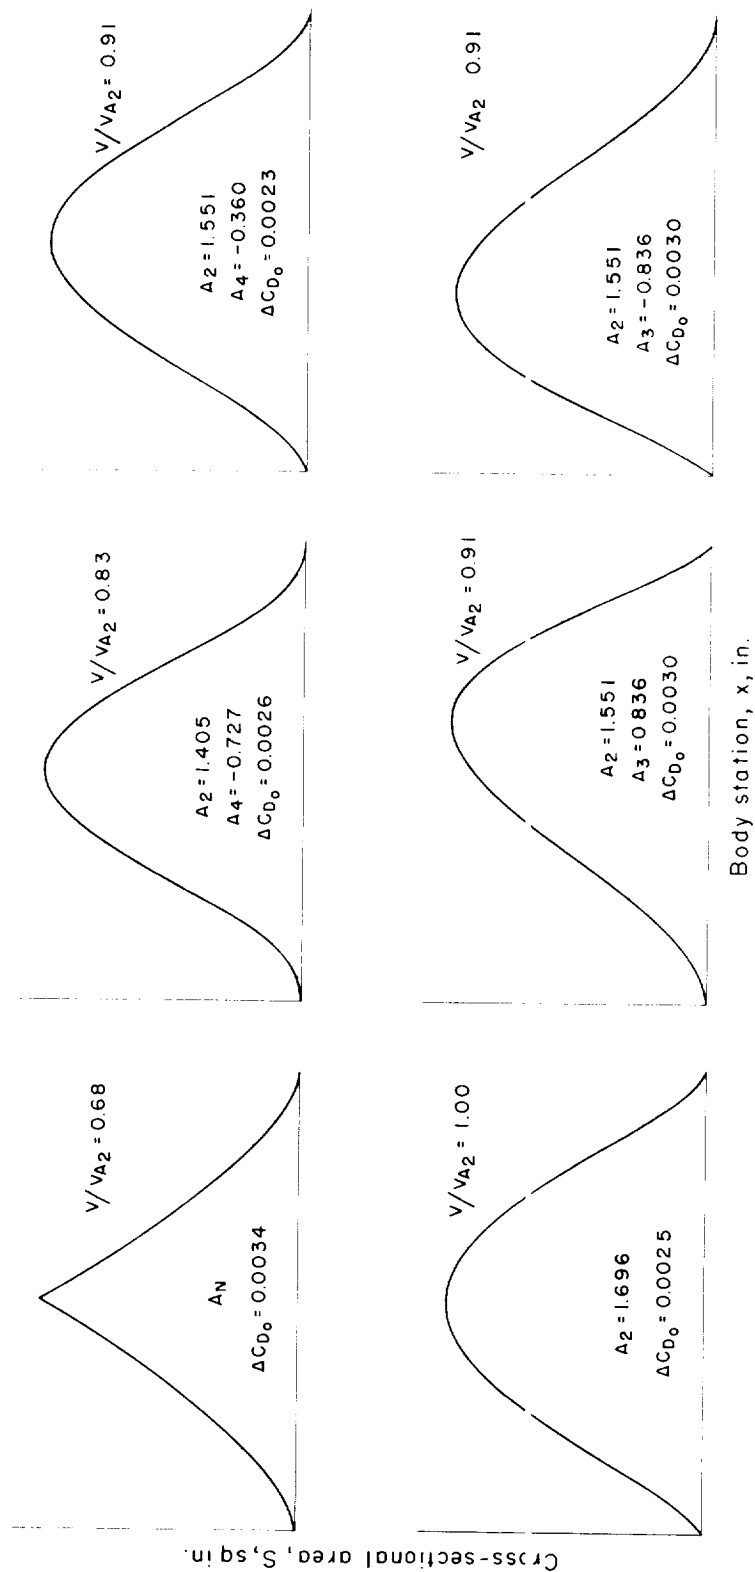 Cross-sectional area, S, sq in.
V/VA2 = 0.68
AN
ΔCDo = 0.0034
V/VA2 = 0.83
A2 = 1.405
A4 = -0.727
ΔCDo = 0.0026
V/VA2 = 0.91
A2 = 1.551
A4 = -0.360
ΔCDo = 0.0023
V/VA2 = 1.00
A2 = 1.696
ΔCDo = 0.0025
V/VA2 = 0.91
A2 = 1.551
A3 = 0.836
ΔCDo = 0.0030
V/VA2 0.91
A2 = 1.551
A3 = -0.836
ΔCDo = 0.0030
Body station, x, in.